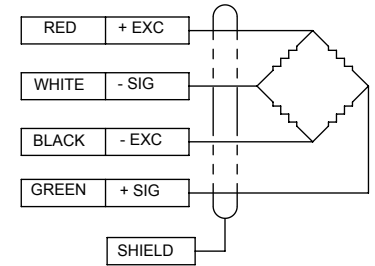 RED + EXC
WHITE - SIG
BLACK - EXC
GREEN + SIG
SHIELD